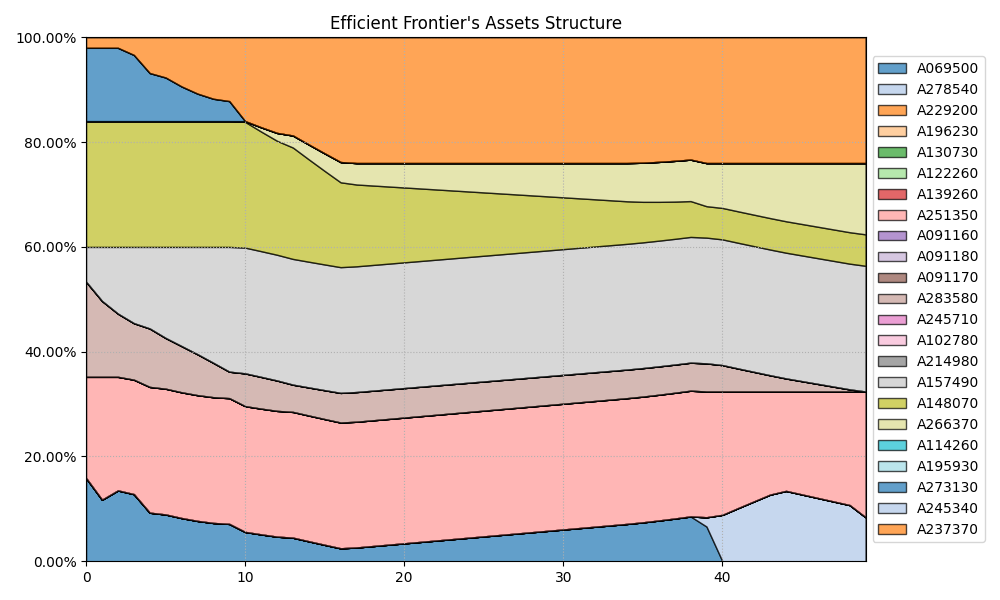 Efficient Frontier's Assets Structure
100.00%
80.00%
60.00%
40.00%
20.00%
0.00%
0
10
20
30
40
A069500
A278540
A229200
A196230
A130730
A122260
A139260
A251350
A091160
A091180
A091170
A283580
A245710
A102780
A214980
A157490
A148070
A266370
A114260
A195930
A273130
A245340
A237370